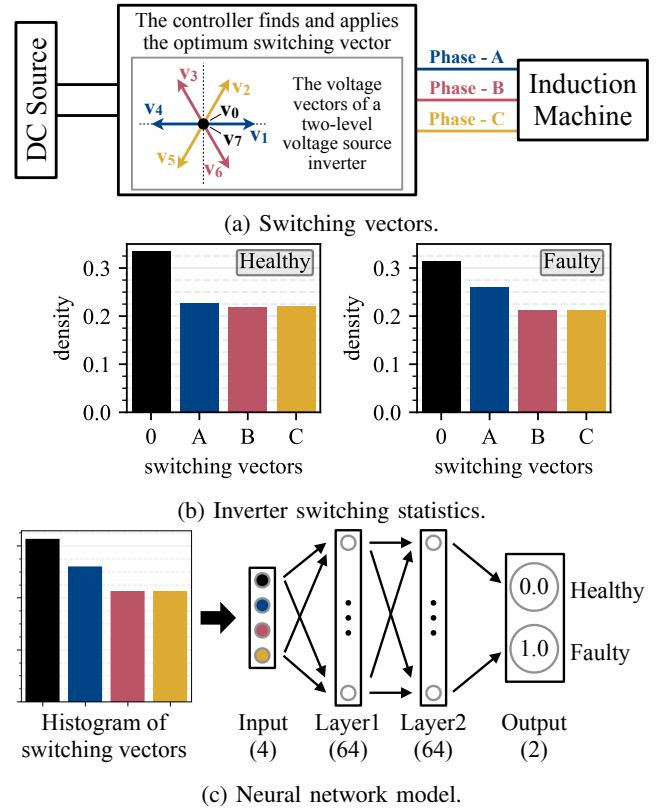 The controller finds and applies
the optimum switching vector
DC Source
v3
v2
v4
v0
v7
v1
v5
v6
The voltage
vectors of a
two-level
voltage source
inverter
Phase - A
Phase - B
Phase - C
Induction
Machine
(a) Switching vectors.
density
0.3
0.2
0.1
0.0
Healthy
0 A B C
switching vectors
density
0.3
0.2
0.1
0.0
Faulty
0 A B C
switching vectors
(b) Inverter switching statistics.
Histogram of
switching vectors
Input
(4)
Layer1
(64)
Layer2
(64)
Output
(2)
0.0
Healthy
1.0
Faulty
(c) Neural network model.